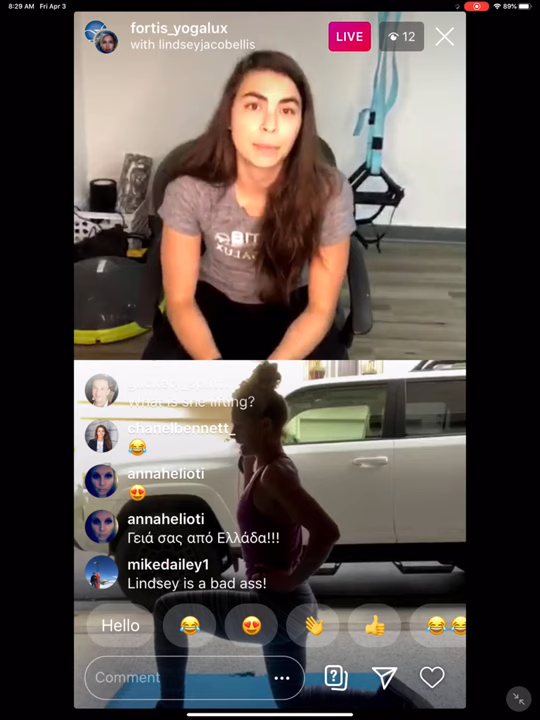 8:29 AM Fri Apr 3
89%
fortis_yogalux
with lindseyjacobellis
LIVE
12
What is she lifting?
chanelbennett_
😂
annahelioti
😍
annahelioti
Γειά σας από Ελλάδα!!!
mikedailey1
Lindsey is a bad ass!
Hello 😂 😍 👋 👍 😂😂
Comment